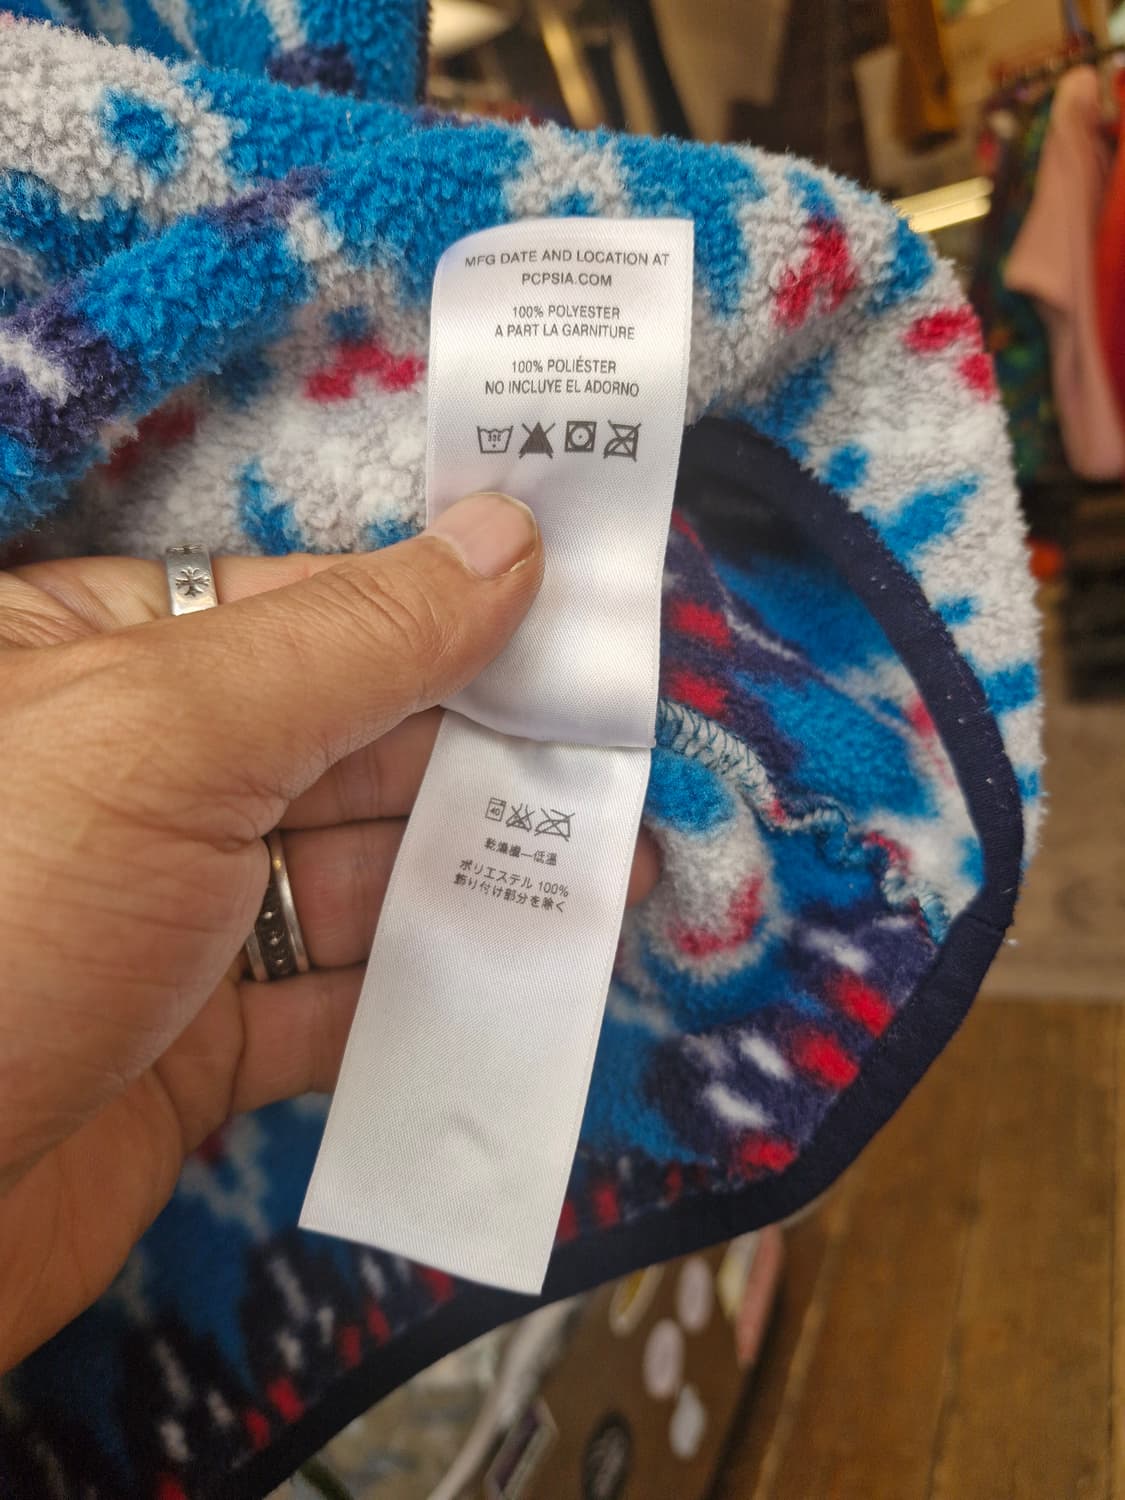 MFG DATE AND LOCATION AT
PCPSIA.COM
100% POLYESTER
A PART LA GARNITURE
100% POLIÉSTER
NO INCLUYE EL ADORNO
40
乾燥機—低温
ポリエステル 100%
飾り付け部分を除く